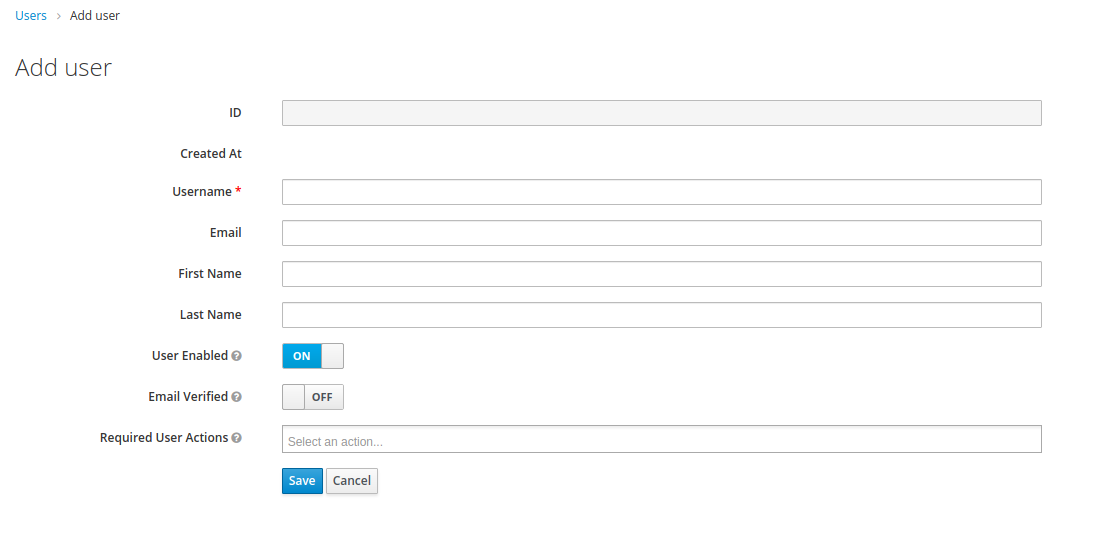 Users > Add user
Add user
ID
Created At
Username *
Email
First Name
Last Name
User Enabled ? ON
Email Verified ? OFF
Required User Actions ? Select an action...
Save Cancel